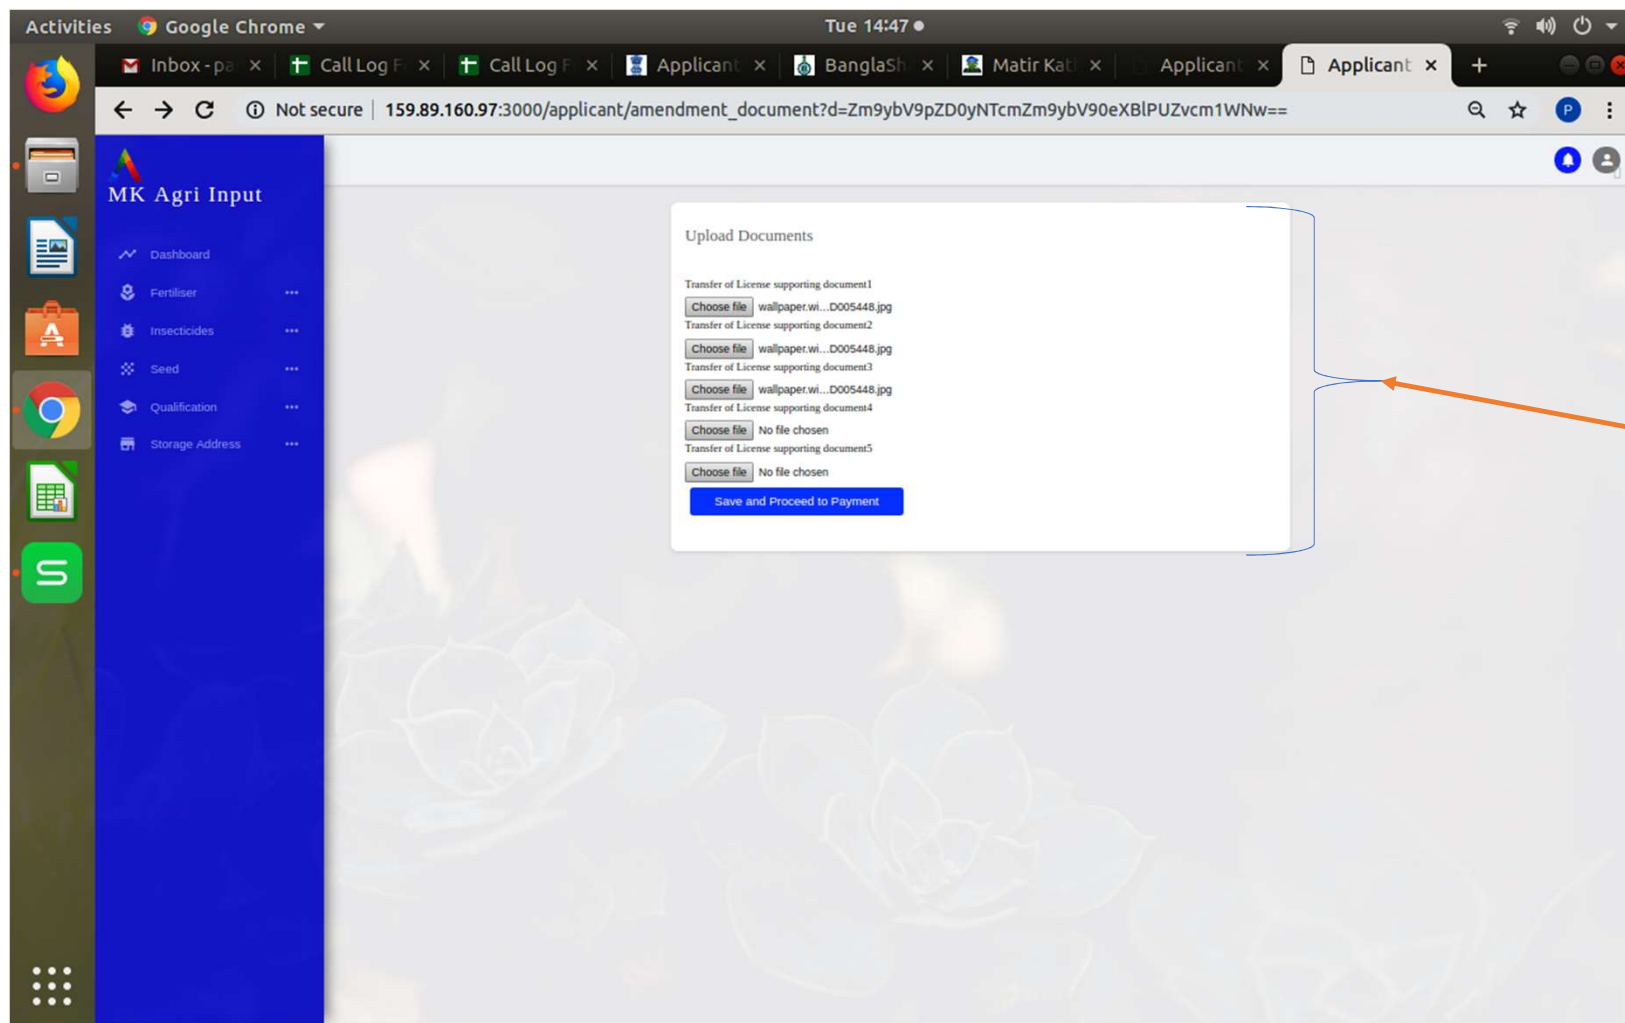 Activities Google Chrome Tue 14:47
Inbox - pa Call Log F Call Log F Applicant BanglaSh Matir Kat Applicant Applicant
Not secure 159.89.160.97:3000/applicant/amendment_document?d=Zm9ybV9pZD0yNTcmZm9ybV90eXBlPUZvcm1WNw== P
MK Agri Input
Dashboard
Fertiliser
Insecticides
Seed
Qualification
Storage Address
Upload Documents
Transfer of License supporting document1
Choose file wallpaper.wi...D005448.jpg
Transfer of License supporting document2
Choose file wallpaper.wi...D005448.jpg
Transfer of License supporting document3
Choose file wallpaper.wi...D005448.jpg
Transfer of License supporting document4
Choose file No file chosen
Transfer of License supporting document5
Choose file No file chosen
Save and Proceed to Payment